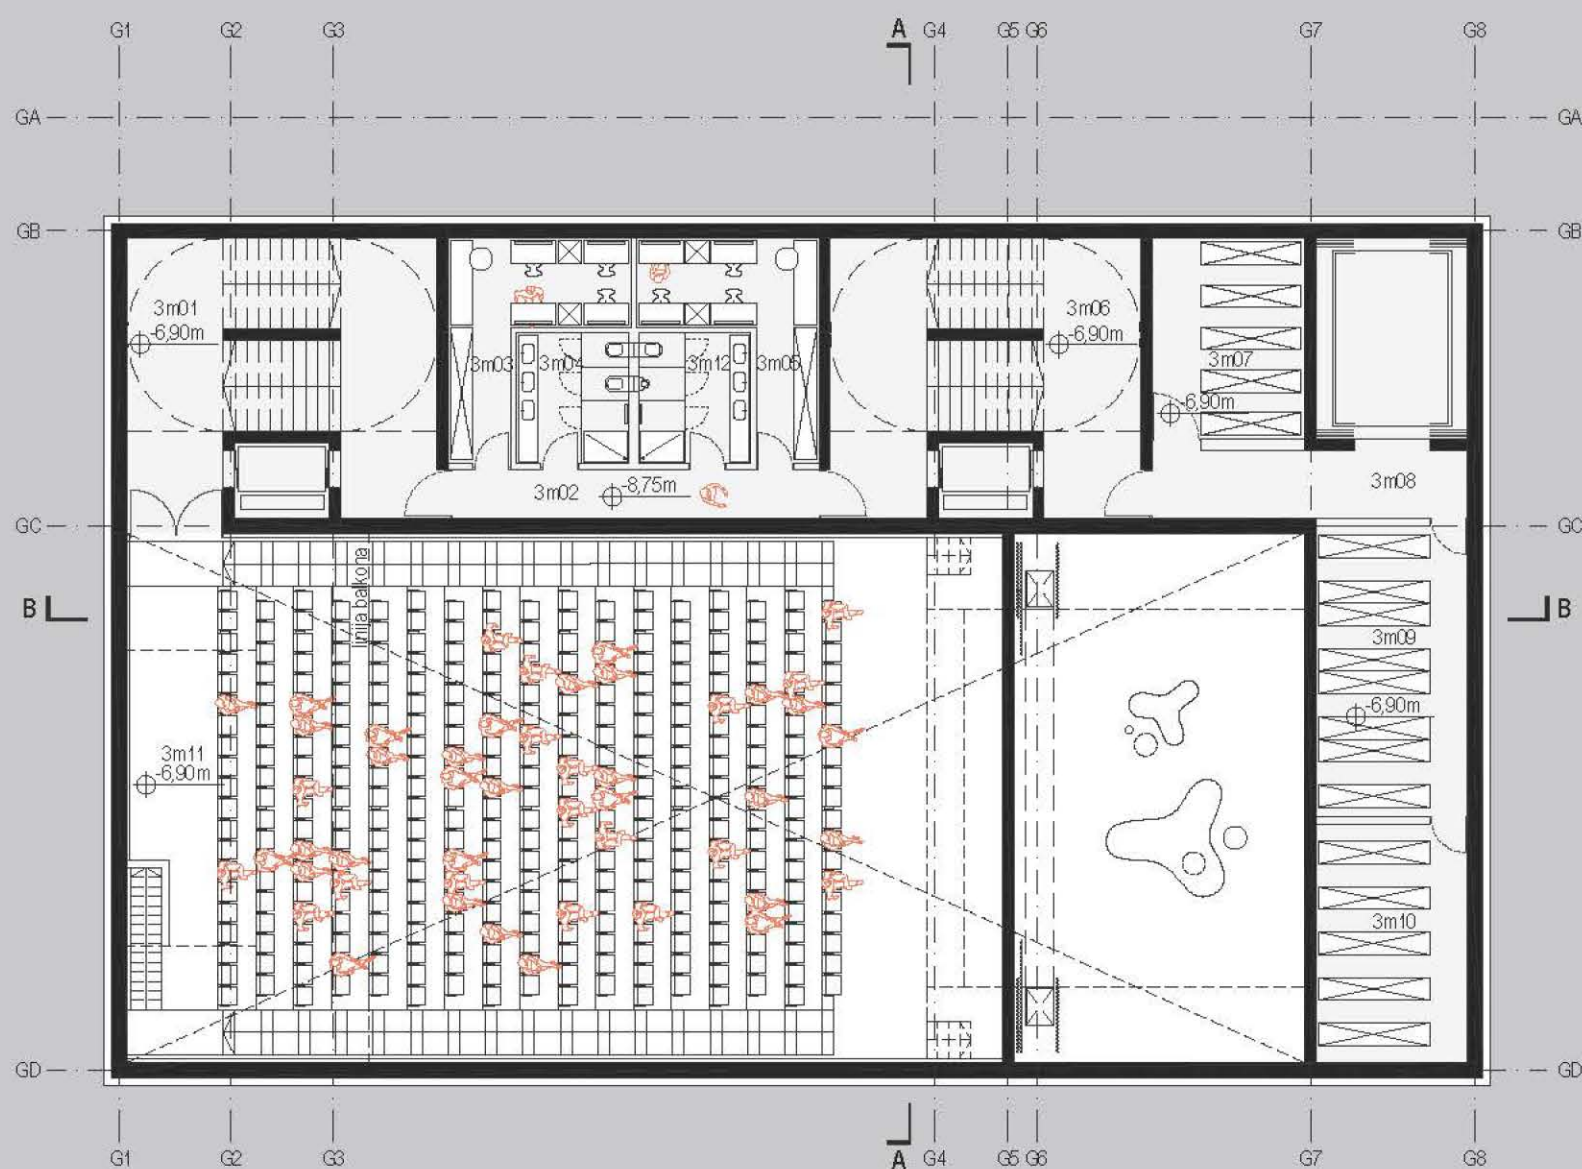 G1 G2 G3 A G4 G5 G6 G7 G8
GA GA
GB GB
3m01
-6,90m
3m06
-6,90m
3m07
-6,90m
3m03 3m04 3m12 3m05
3m02
-8,75m
3m08
GC GC
linija balkona
B B
3m09
-6,90m
3m11
-6,90m
3m10
GD GD
G1 G2 G3 A G4 G5 G6 G7 G8